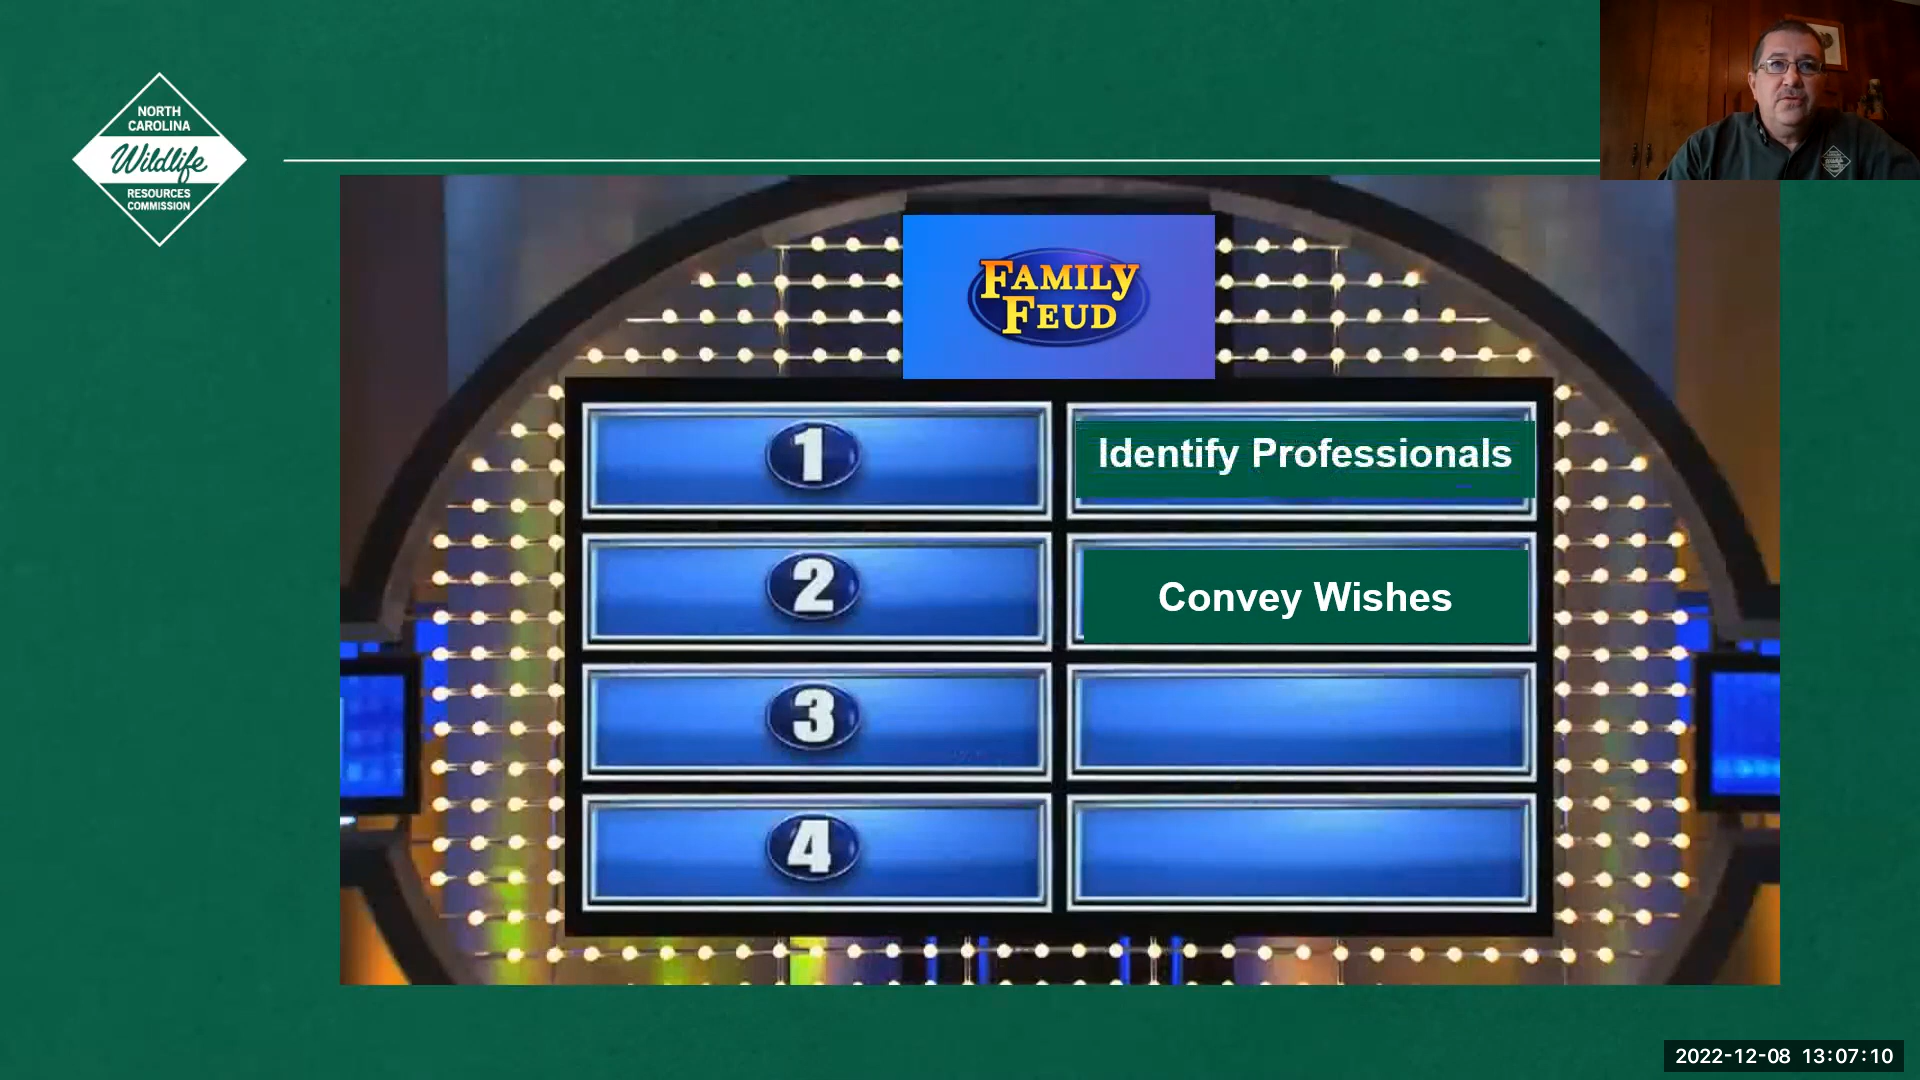 NORTH
CAROLINA
Wildlife
RESOURCES
COMMISSION
FAMILY
FEUD
1
Identify Professionals
2
Convey Wishes
3
4
2022-12-08 13:07:10